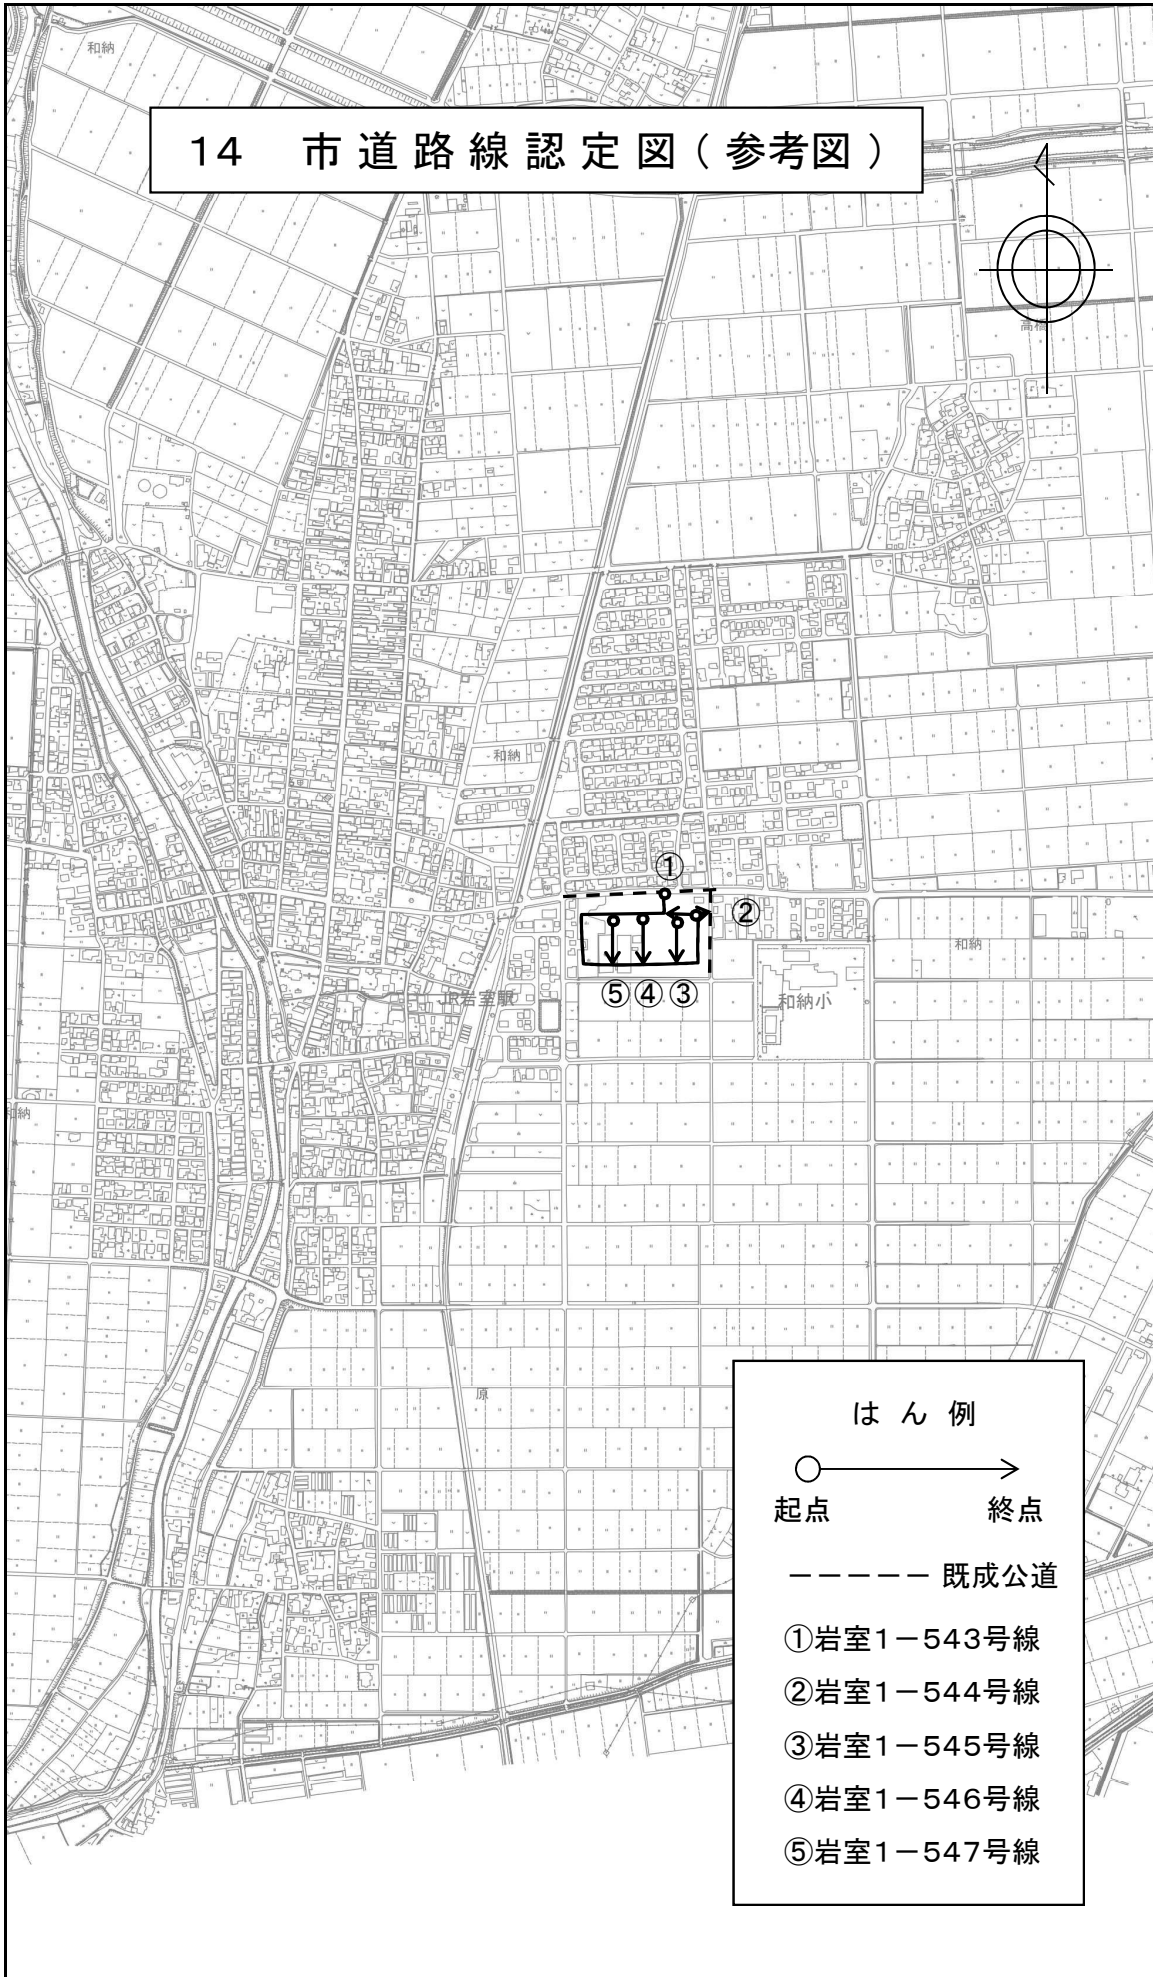 和納
14　市道路線認定図(参考図)
高橋
和納
①
②
和納
⑤④③
JR岩室駅
和納小
和納
原
はん例
起点　終点
−−−−− 既成公道
①岩室1−543号線
②岩室1−544号線
③岩室1−545号線
④岩室1−546号線
⑤岩室1−547号線